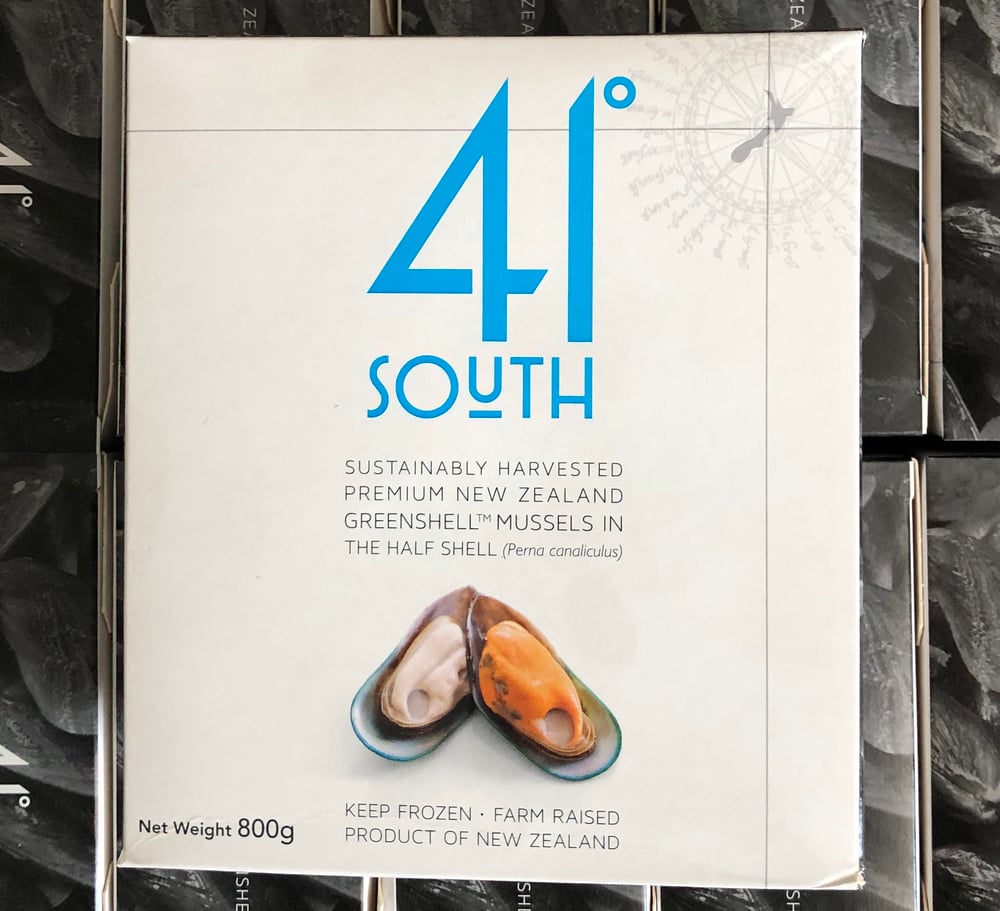 41°
SOUTH
SUSTAINABLY HARVESTED
PREMIUM NEW ZEALAND
GREENSHELL™ MUSSELS IN
THE HALF SHELL (Perna canaliculus)
KEEP FROZEN · FARM RAISED
PRODUCT OF NEW ZEALAND
Net Weight 800g